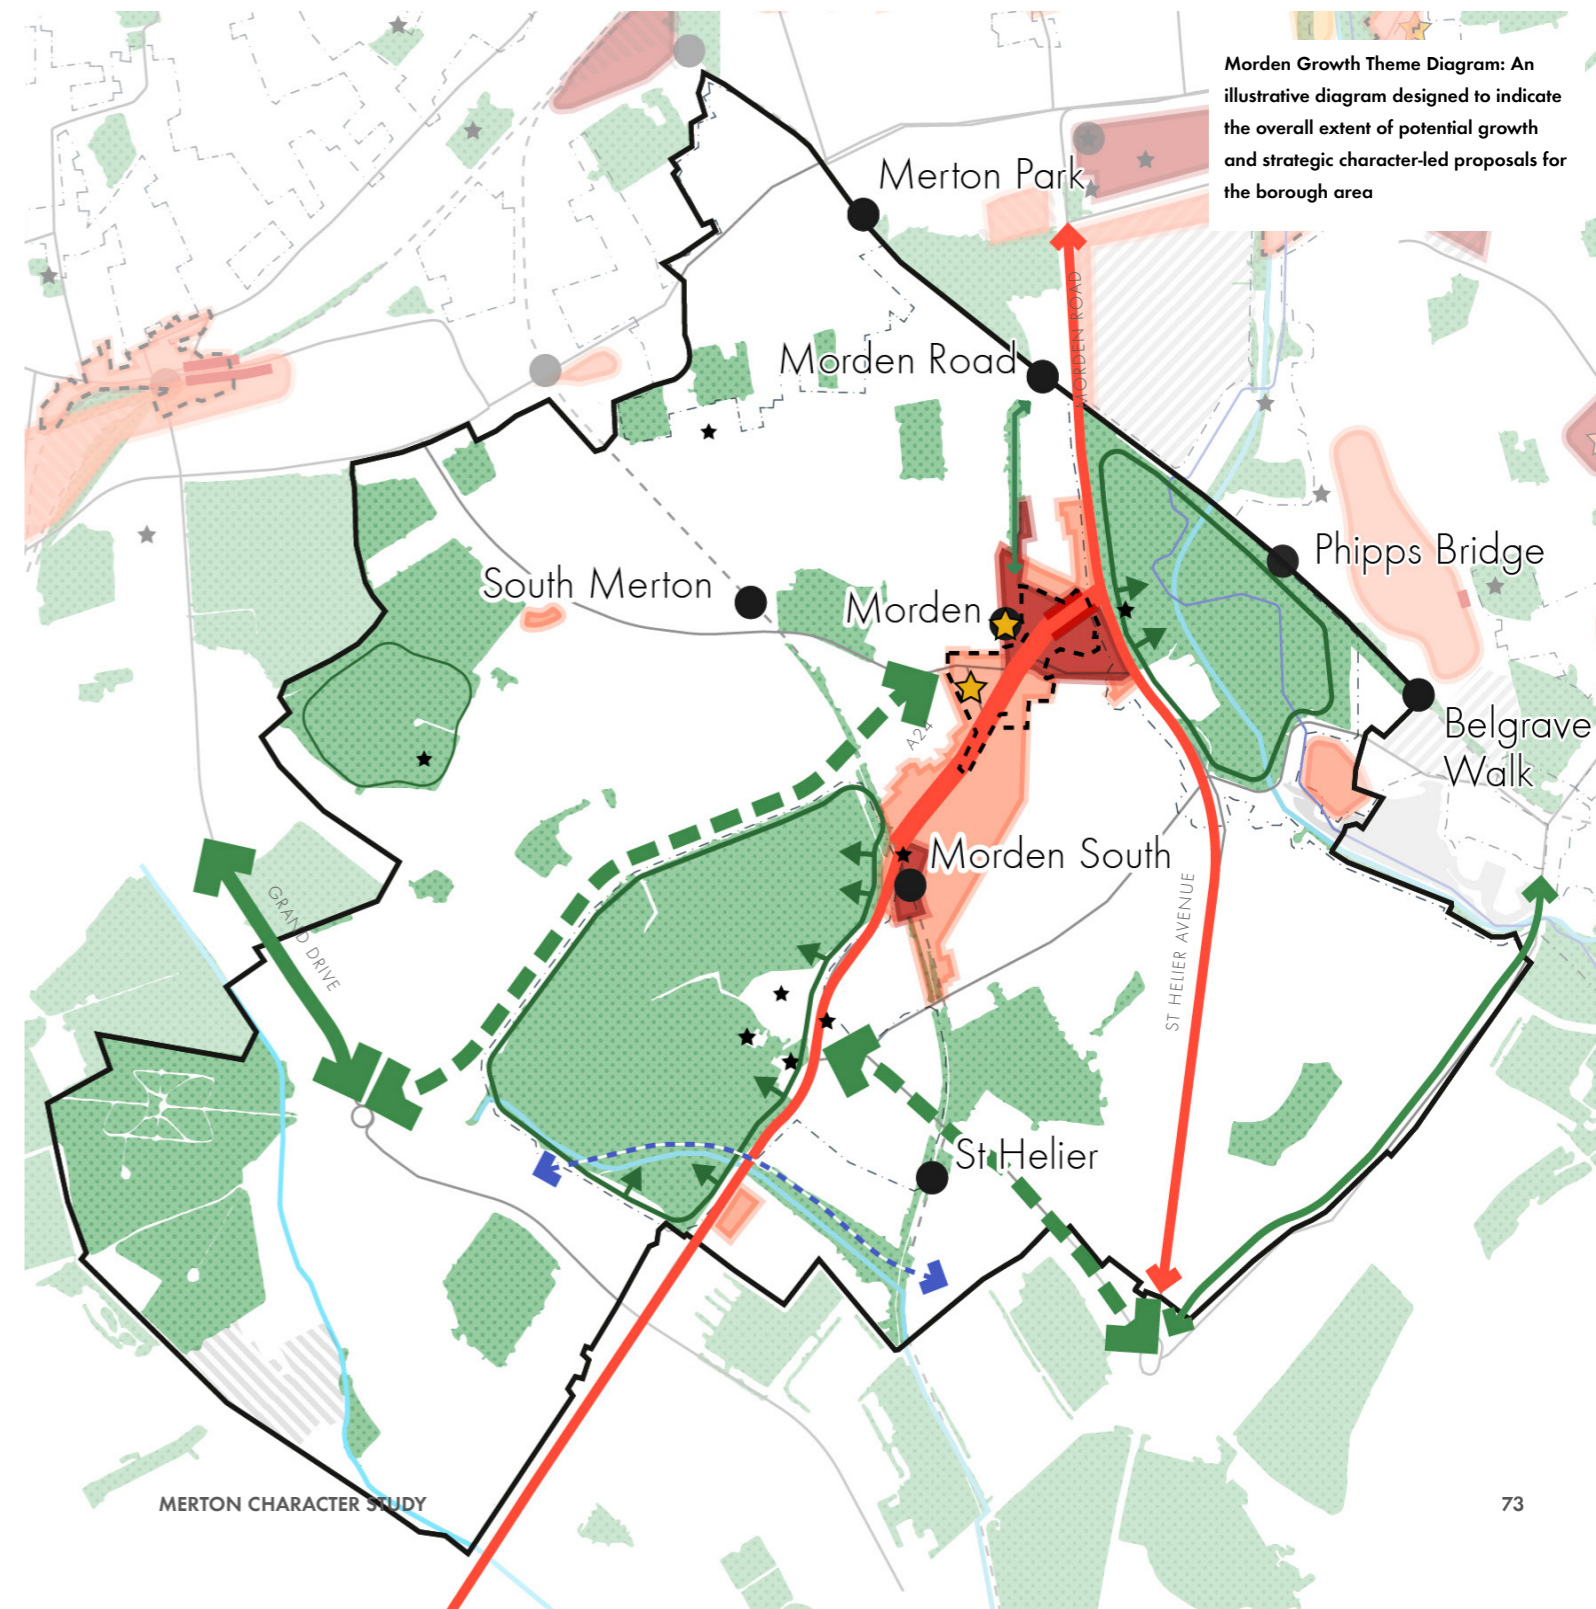 Morden Growth Theme Diagram: An
illustrative diagram designed to indicate
the overall extent of potential growth
and strategic character-led proposals for
the borough area
Merton Park
MORDEN ROAD
Morden Road
Phipps Bridge
South Merton
Morden
Belgrave
Walk
A24
Morden South
GRAND DRIVE
ST HELIER AVENUE
St Helier
MERTON CHARACTER STUDY
73